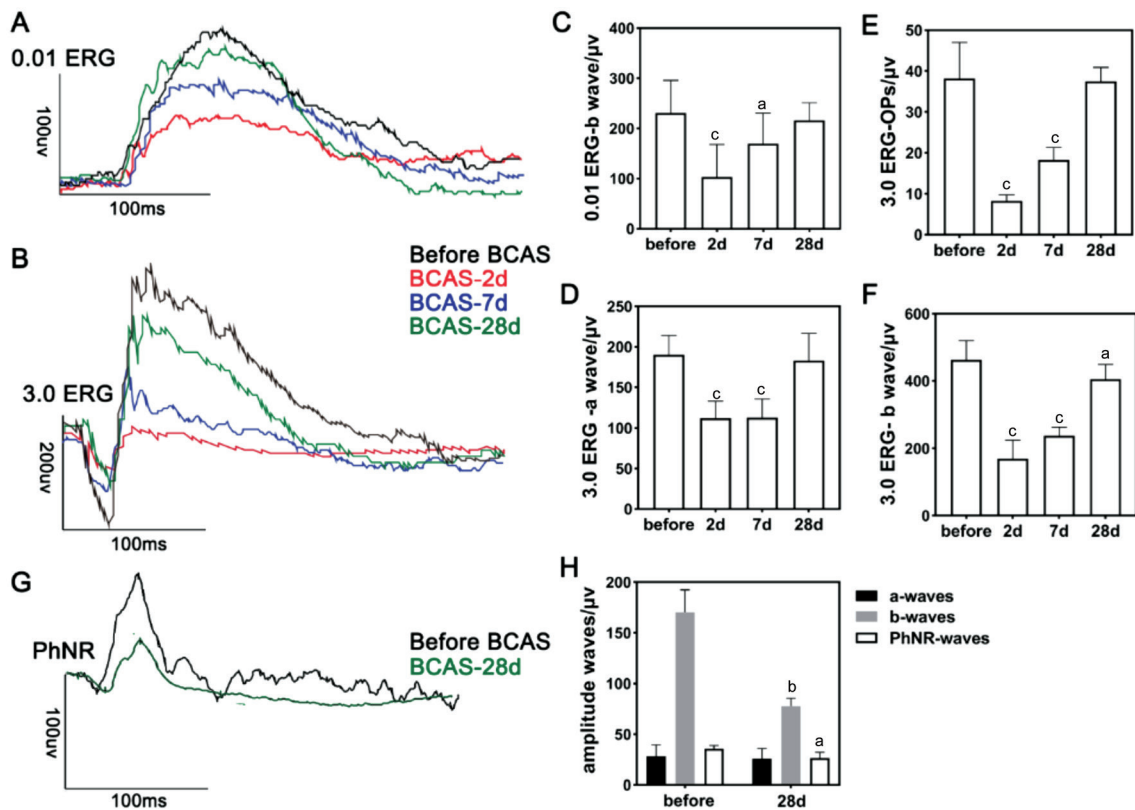 A
0.01 ERG
100uv
100ms
B
Before BCAS
BCAS-2d
BCAS-7d
BCAS-28d
3.0 ERG
200uv
100ms
G
PhNR
Before BCAS
BCAS-28d
100uv
100ms
C
0.01 ERG-b wave/μv
400
300
200
100
0
c
a
before 2d 7d 28d
E
3.0 ERG-OPs/μv
50
40
30
20
10
0
c
c
before 2d 7d 28d
D
3.0 ERG -a wave/μv
250
200
150
100
50
0
c
c
before 2d 7d 28d
F
3.0 ERG- b wave/μv
600
400
200
0
c
c
a
before 2d 7d 28d
H
amplitude waves/μv
200
150
100
50
0
b
a
before 28d
a-waves
b-waves
PhNR-waves